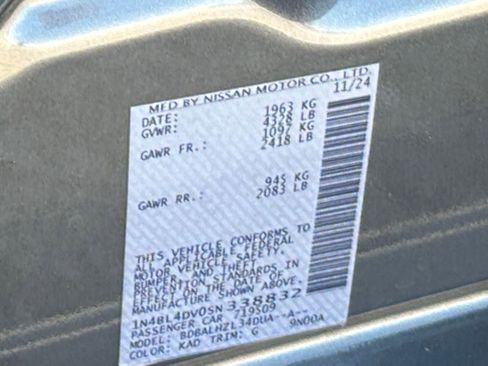 MFD BY NISSAN MOTOR CO., LTD.
DATE: 11/24
GVWR: 1963 KG
4328 LB
GAWR FR.: 1097 KG
2418 LB
GAWR RR.: 945 KG
2083 LB
THIS VEHICLE CONFORMS TO
ALL APPLICABLE FEDERAL
MOTOR VEHICLE SAFETY,
BUMPER, AND THEFT
PREVENTION STANDARDS IN
EFFECT ON THE DATE OF
MANUFACTURE SHOWN ABOVE.
1N4BL4DV0SN338832
PASSENGER CAR /19509
MODEL: BDBALHZL34DUA--A--
COLOR: KAD TRIM: G 9N00A